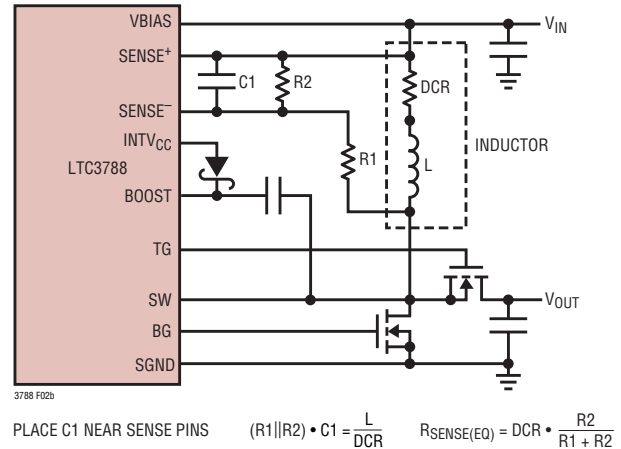 VBIAS
V_IN
SENSE⁺
C1
R2
DCR
SENSE⁻
INTV_CC
R1
L
INDUCTOR
LTC3788
BOOST
TG
SW
V_OUT
BG
SGND
3788 F02b
PLACE C1 NEAR SENSE PINS (R1||R2) • C1 = L/DCR R_SENSE(EQ) = DCR • R2/(R1 + R2)